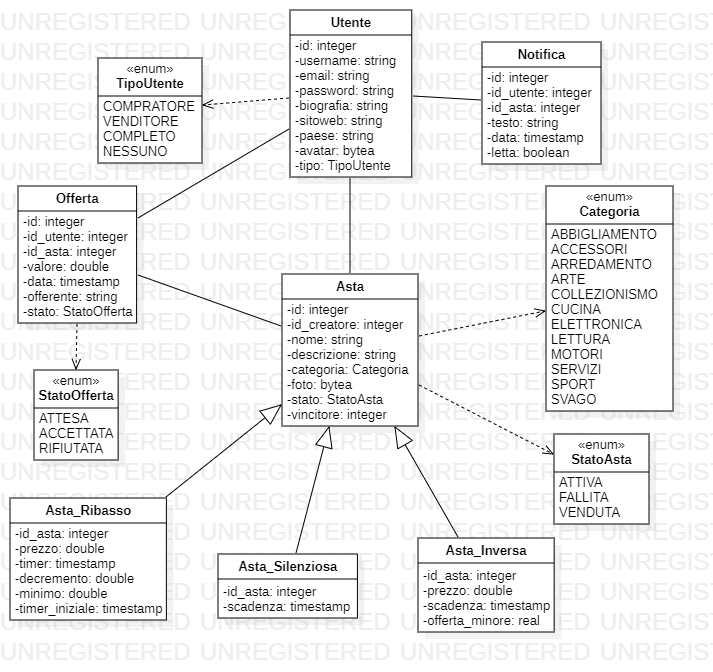 Utente
-id: integer
-username: string
-email: string
-password: string
-biografia: string
-sitoweb: string
-paese: string
-avatar: bytea
-tipo: TipoUtente
«enum»
TipoUtente
COMPRATORE
VENDITORE
COMPLETO
NESSUNO
Notifica
-id: integer
-id_utente: integer
-id_asta: integer
-testo: string
-data: timestamp
-letta: boolean
Offerta
-id: integer
-id_utente: integer
-id_asta: integer
-valore: double
-data: timestamp
-offerente: string
-stato: StatoOfferta
«enum»
Categoria
ABBIGLIAMENTO
ACCESSORI
ARREDAMENTO
ARTE
COLLEZIONISMO
CUCINA
ELETTRONICA
LETTURA
MOTORI
SERVIZI
SPORT
SVAGO
Asta
-id: integer
-id_creatore: integer
-nome: string
-descrizione: string
-categoria: Categoria
-foto: bytea
-stato: StatoAsta
-vincitore: integer
«enum»
StatoOfferta
ATTESA
ACCETTATA
RIFIUTATA
«enum»
StatoAsta
ATTIVA
FALLITA
VENDUTA
Asta_Ribasso
-id_asta: integer
-prezzo: double
-timer: timestamp
-decremento: double
-minimo: double
-timer_iniziale: timestamp
Asta_Silenziosa
-id_asta: integer
-scadenza: timestamp
Asta_Inversa
-id_asta: integer
-prezzo: double
-scadenza: timestamp
-offerta_minore: real
UNREGISTERED